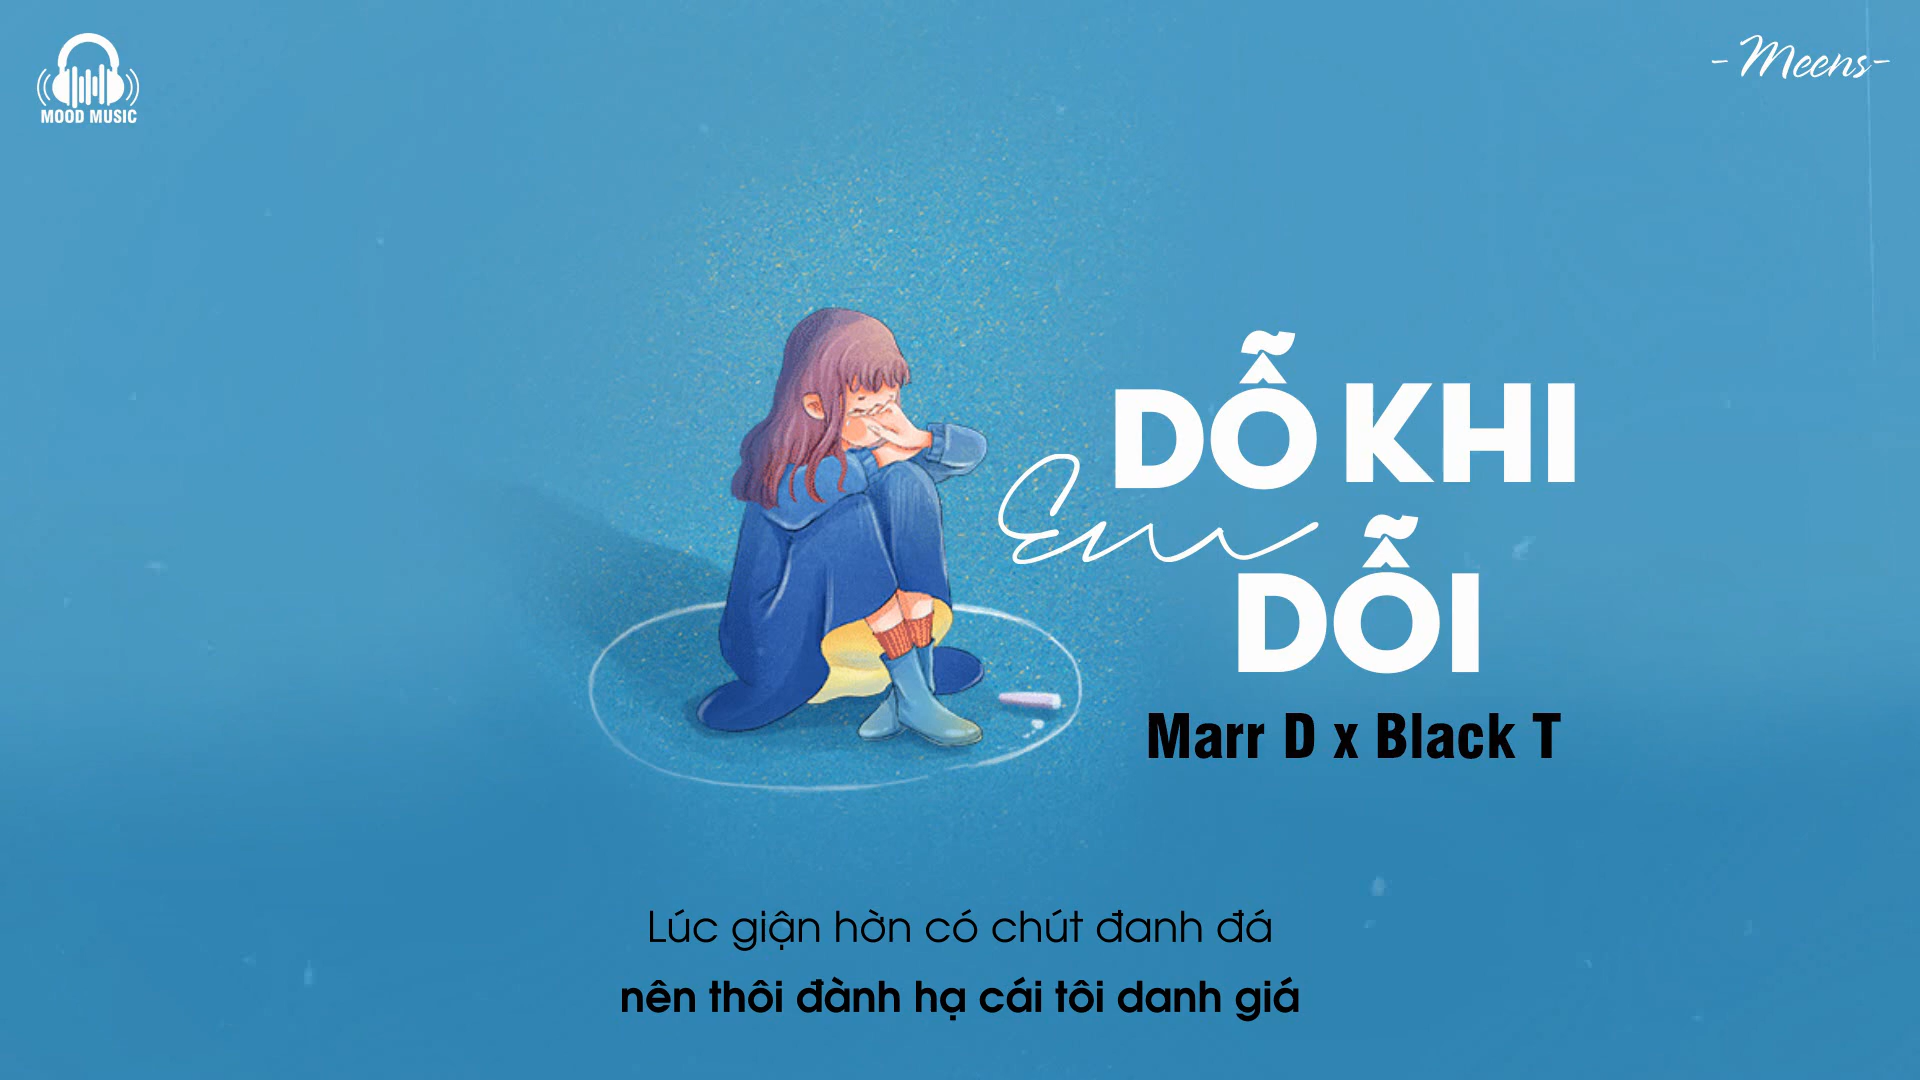 MOOD MUSIC
-Meens-
DỖ KHI
Em
DỖI
Marr D x Black T
Lúc giận hờn có chút đanh đá
nên thôi đành hạ cái tôi danh giá